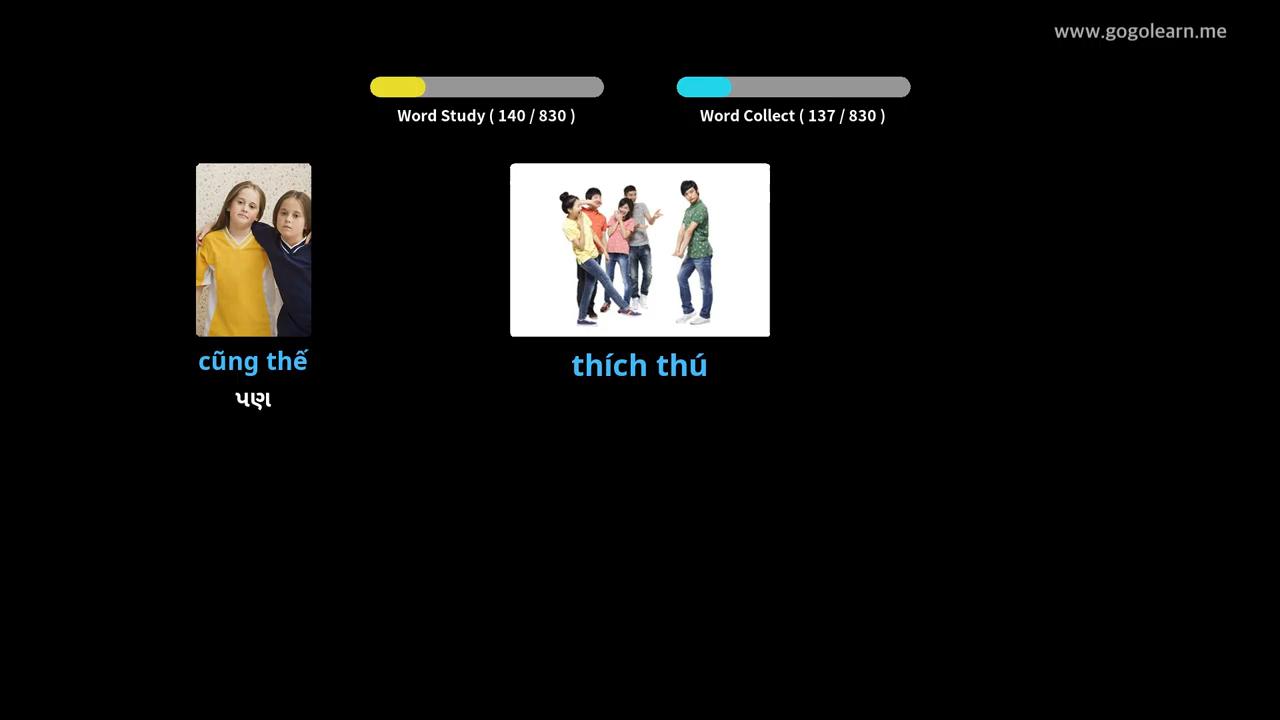 www.gogolearn.me
Word Study ( 140 / 830 )
Word Collect ( 137 / 830 )
cũng thế
પણ
thích thú